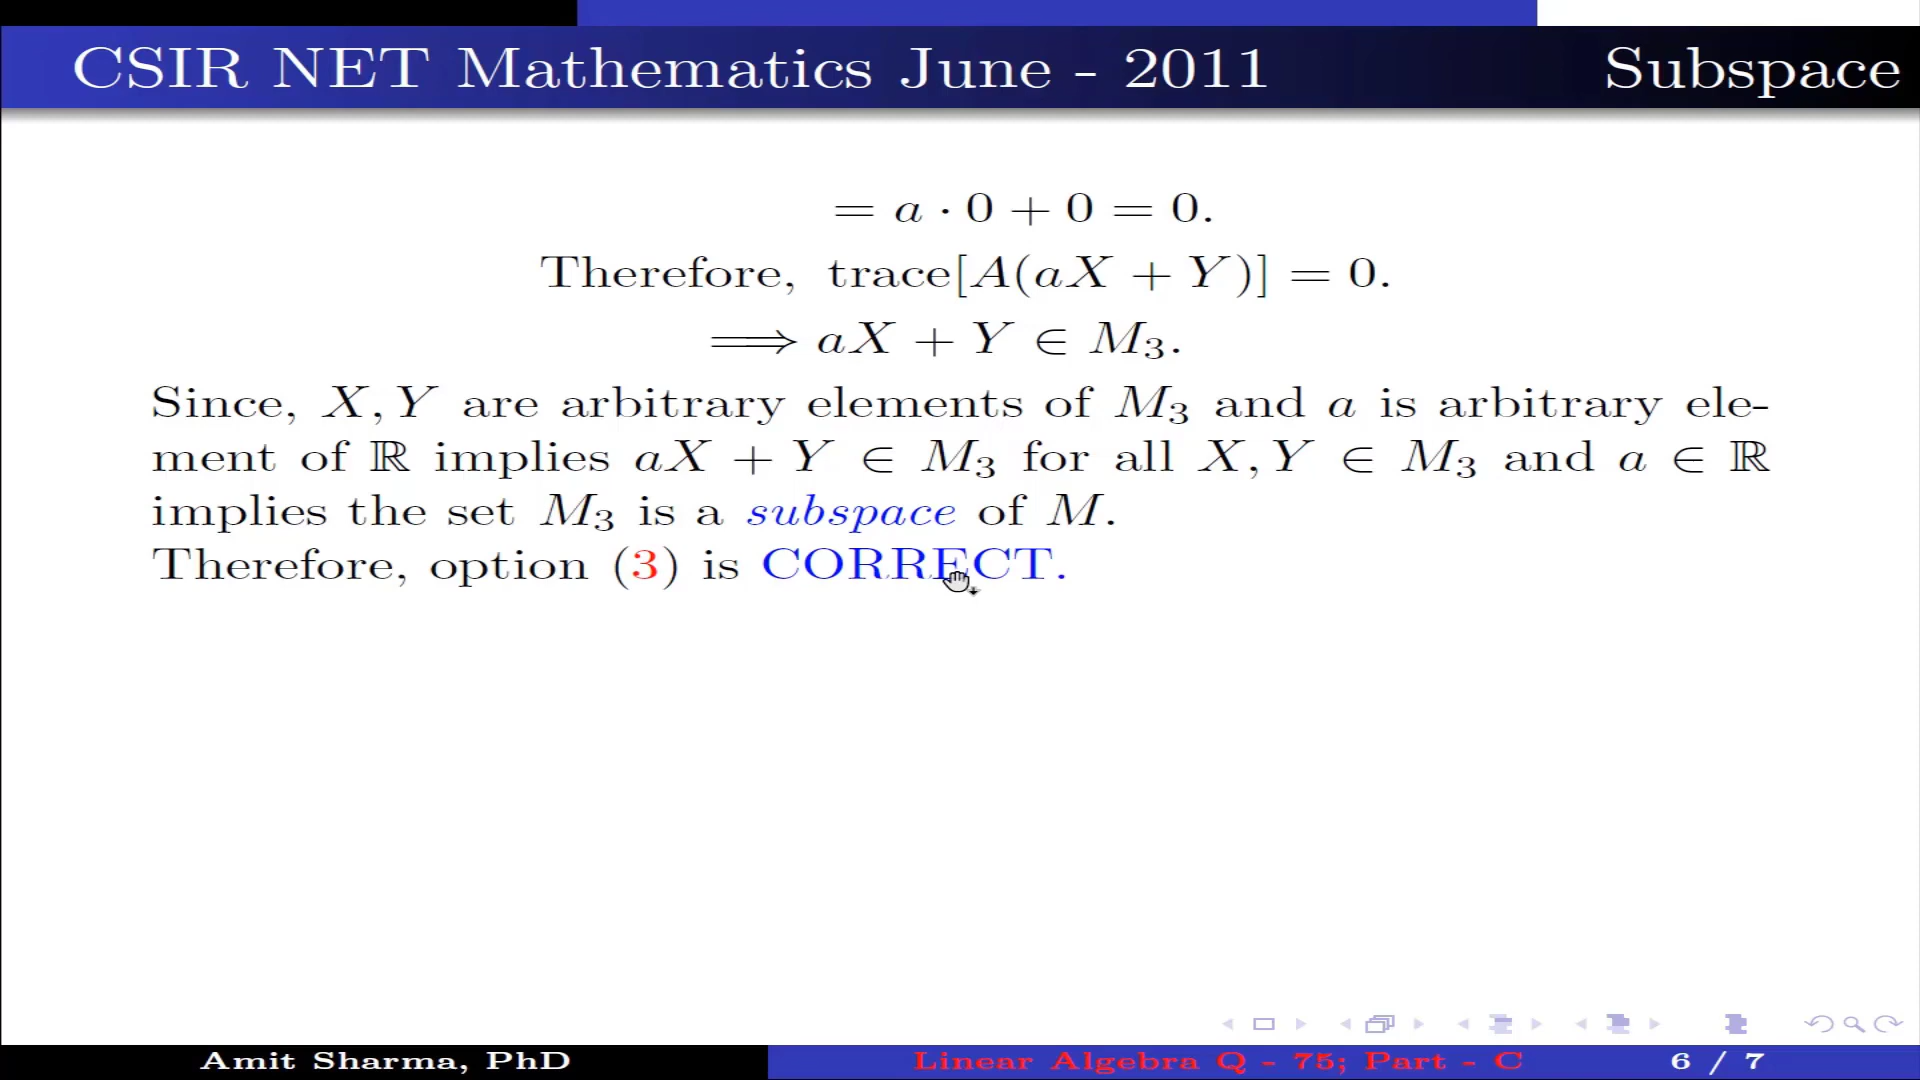 CSIR NET Mathematics June - 2011 Subspace
= a · 0 + 0 = 0.
Therefore, trace[A(aX + Y)] = 0.
⟹ aX + Y ∈ M₃.
Since, X, Y are arbitrary elements of M₃ and a is arbitrary ele-
ment of ℝ implies aX + Y ∈ M₃ for all X, Y ∈ M₃ and a ∈ ℝ
implies the set M₃ is a subspace of M.
Therefore, option (3) is CORRECT.
Amit Sharma, PhD Linear Algebra Q - 75; Part - C 6 / 7